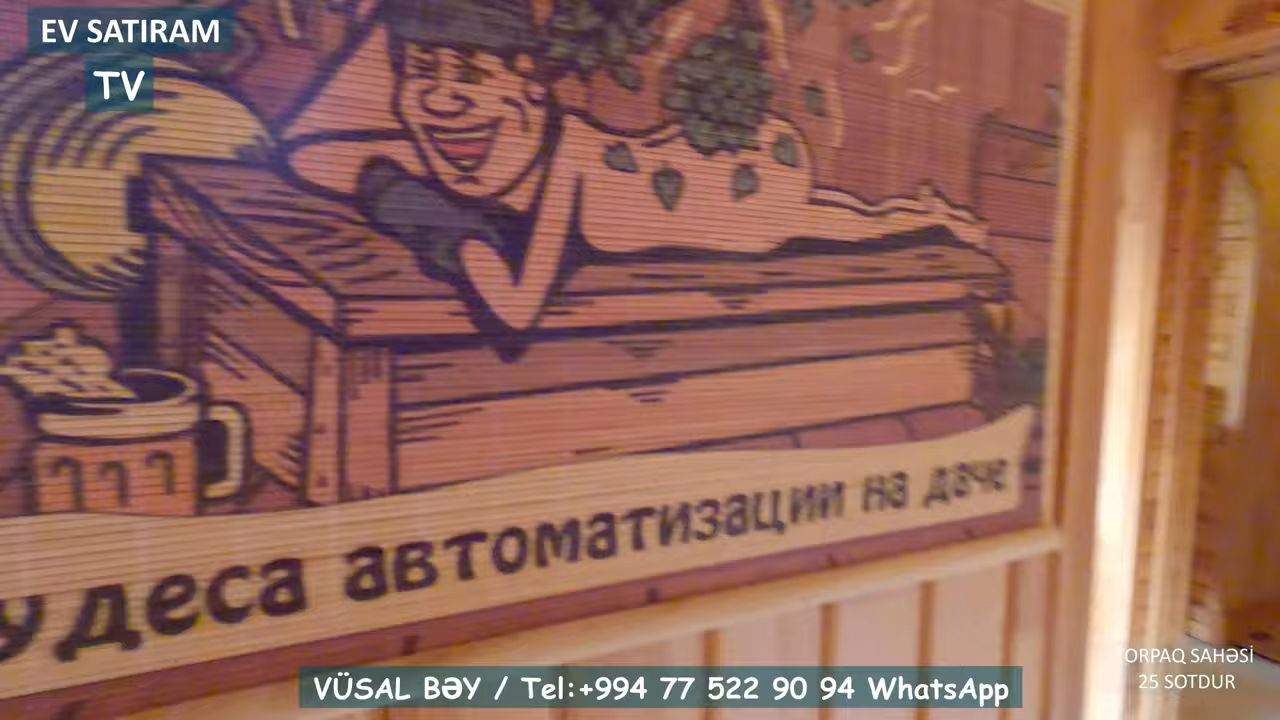 EV SATIRAM
TV
удеса автоматизации на даче
VÜSAL BƏY / Tel:+994 77 522 90 94 WhatsApp
TORPAQ SAHƏSİ
25 SOTDUR